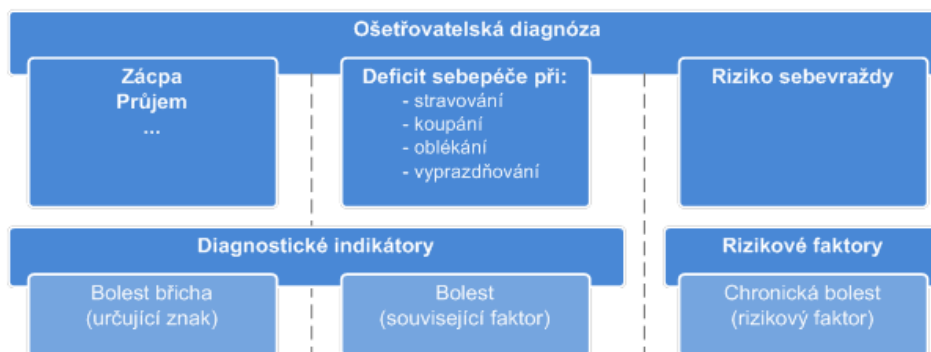 Ošetřovatelská diagnóza
Zácpa
Průjem
...
Deficit sebepéče při:
- stravování
- koupání
- oblékání
- vyprazdňování
Riziko sebevraždy
Diagnostické indikátory
Rizikové faktory
Bolest břicha
(určující znak)
Bolest
(související faktor)
Chronická bolest
(rizikový faktor)